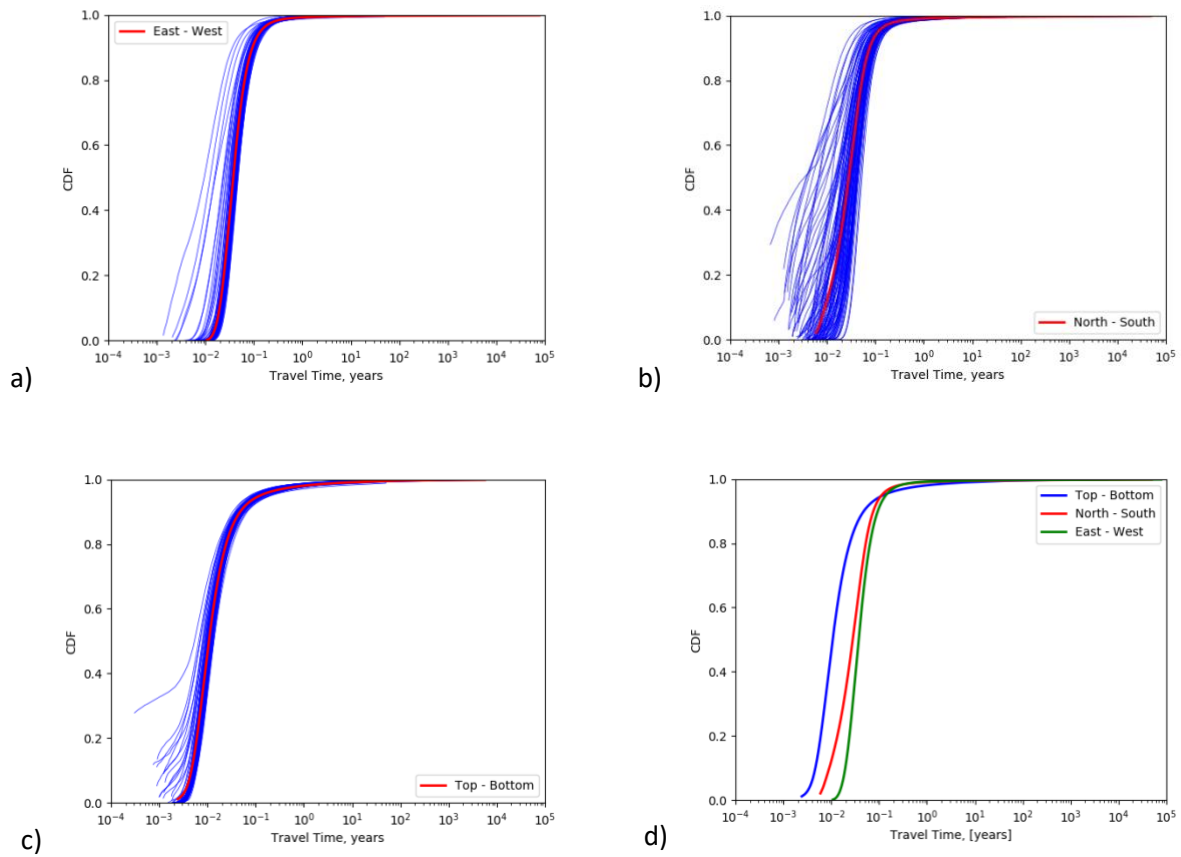 1.0
0.8
0.6
0.4
0.2
0.0
CDF
East - West
10⁻⁴ 10⁻³ 10⁻² 10⁻¹ 10⁰ 10¹ 10² 10³ 10⁴ 10⁵
Travel Time, years
a)
1.0
0.8
0.6
0.4
0.2
0.0
CDF
North - South
10⁻⁴ 10⁻³ 10⁻² 10⁻¹ 10⁰ 10¹ 10² 10³ 10⁴ 10⁵
Travel Time, years
b)
1.0
0.8
0.6
0.4
0.2
0.0
CDF
Top - Bottom
10⁻⁴ 10⁻³ 10⁻² 10⁻¹ 10⁰ 10¹ 10² 10³ 10⁴ 10⁵
Travel Time, years
c)
1.0
0.8
0.6
0.4
0.2
0.0
CDF
Top - Bottom
North - South
East - West
10⁻⁴ 10⁻³ 10⁻² 10⁻¹ 10⁰ 10¹ 10² 10³ 10⁴ 10⁵
Travel Time, [years]
d)